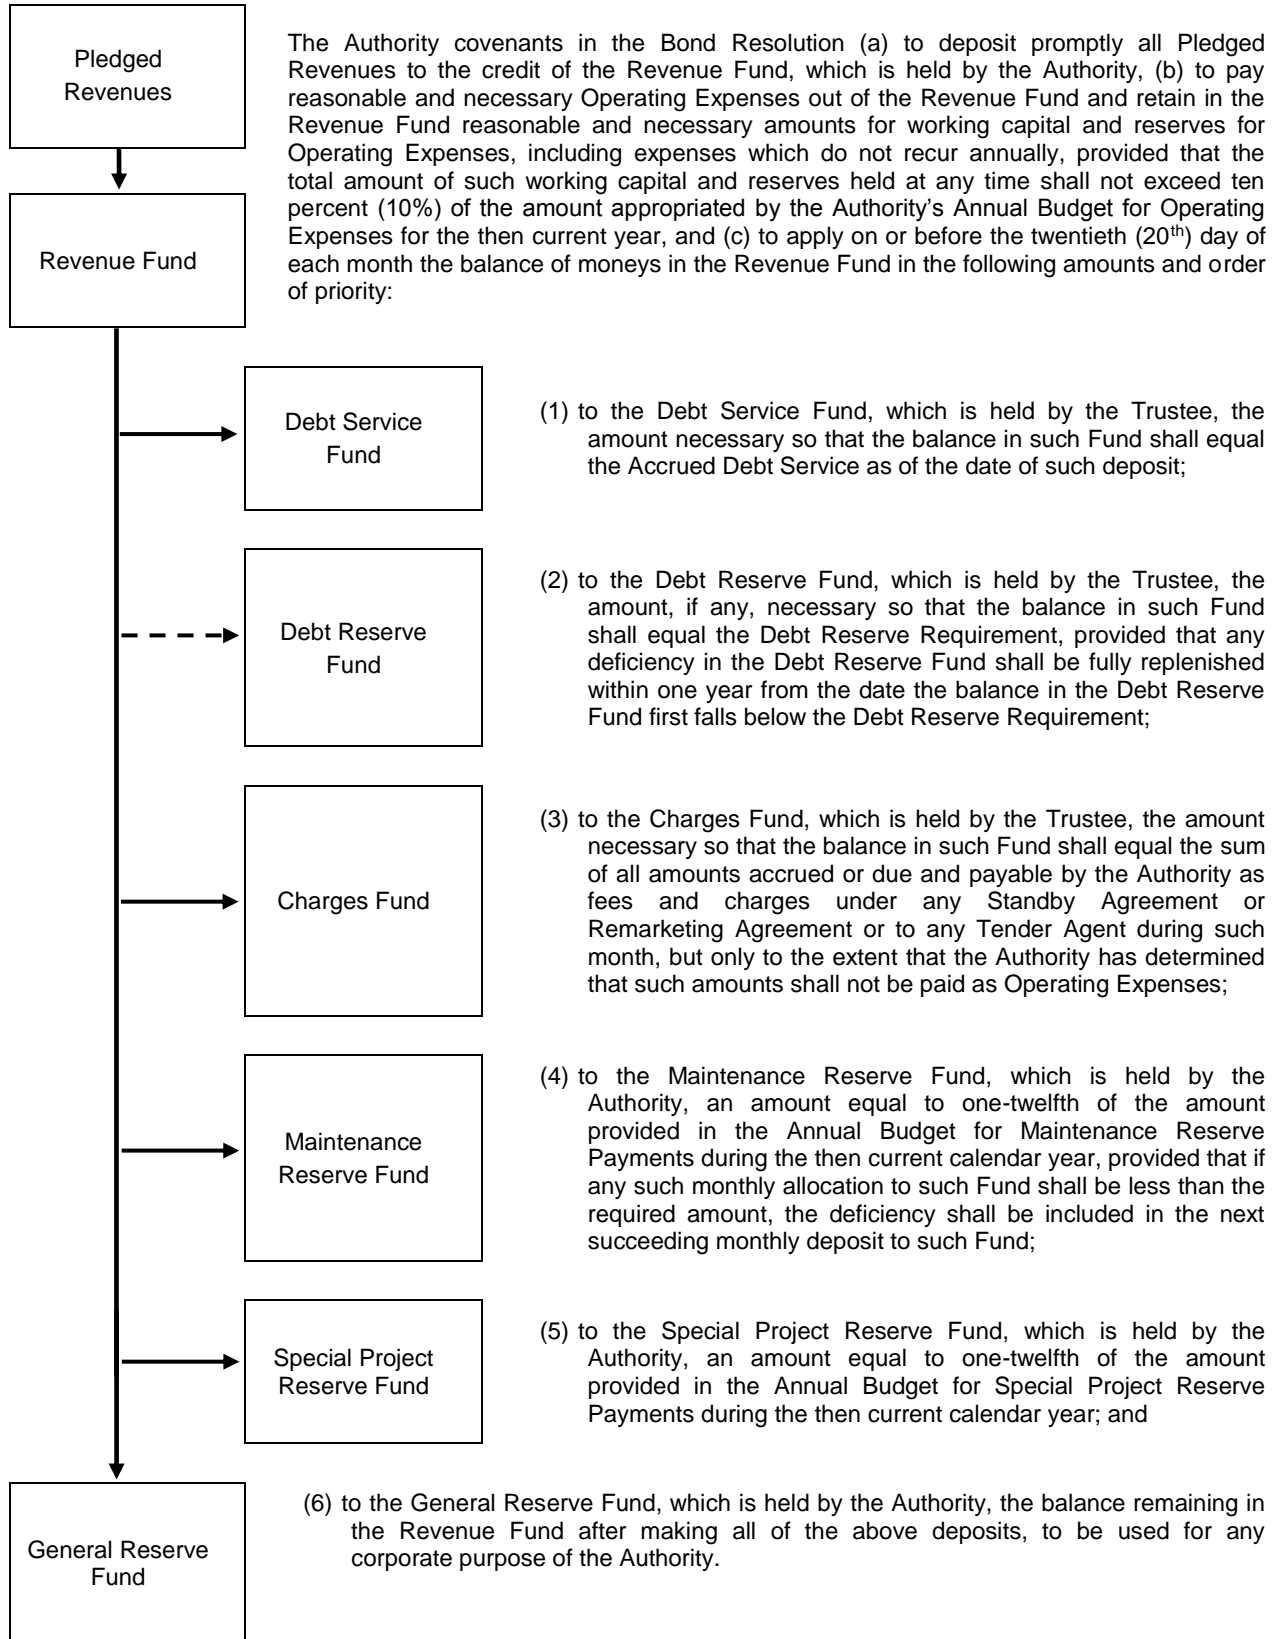 Pledged
Revenues
The Authority covenants in the Bond Resolution (a) to deposit promptly all Pledged
Revenues to the credit of the Revenue Fund, which is held by the Authority, (b) to pay
reasonable and necessary Operating Expenses out of the Revenue Fund and retain in the
Revenue Fund reasonable and necessary amounts for working capital and reserves for
Operating Expenses, including expenses which do not recur annually, provided that the
total amount of such working capital and reserves held at any time shall not exceed ten
percent (10%) of the amount appropriated by the Authority’s Annual Budget for Operating
Expenses for the then current year, and (c) to apply on or before the twentieth (20th) day of
each month the balance of moneys in the Revenue Fund in the following amounts and order
of priority:
Revenue Fund
Debt Service
Fund
(1) to the Debt Service Fund, which is held by the Trustee, the
amount necessary so that the balance in such Fund shall equal
the Accrued Debt Service as of the date of such deposit;
Debt Reserve
Fund
(2) to the Debt Reserve Fund, which is held by the Trustee, the
amount, if any, necessary so that the balance in such Fund
shall equal the Debt Reserve Requirement, provided that any
deficiency in the Debt Reserve Fund shall be fully replenished
within one year from the date the balance in the Debt Reserve
Fund first falls below the Debt Reserve Requirement;
Charges Fund
(3) to the Charges Fund, which is held by the Trustee, the amount
necessary so that the balance in such Fund shall equal the sum
of all amounts accrued or due and payable by the Authority as
fees and charges under any Standby Agreement or
Remarketing Agreement or to any Tender Agent during such
month, but only to the extent that the Authority has determined
that such amounts shall not be paid as Operating Expenses;
Maintenance
Reserve Fund
(4) to the Maintenance Reserve Fund, which is held by the
Authority, an amount equal to one-twelfth of the amount
provided in the Annual Budget for Maintenance Reserve
Payments during the then current calendar year, provided that if
any such monthly allocation to such Fund shall be less than the
required amount, the deficiency shall be included in the next
succeeding monthly deposit to such Fund;
Special Project
Reserve Fund
(5) to the Special Project Reserve Fund, which is held by the
Authority, an amount equal to one-twelfth of the amount
provided in the Annual Budget for Special Project Reserve
Payments during the then current calendar year; and
General Reserve
Fund
(6) to the General Reserve Fund, which is held by the Authority, the balance remaining in
the Revenue Fund after making all of the above deposits, to be used for any
corporate purpose of the Authority.